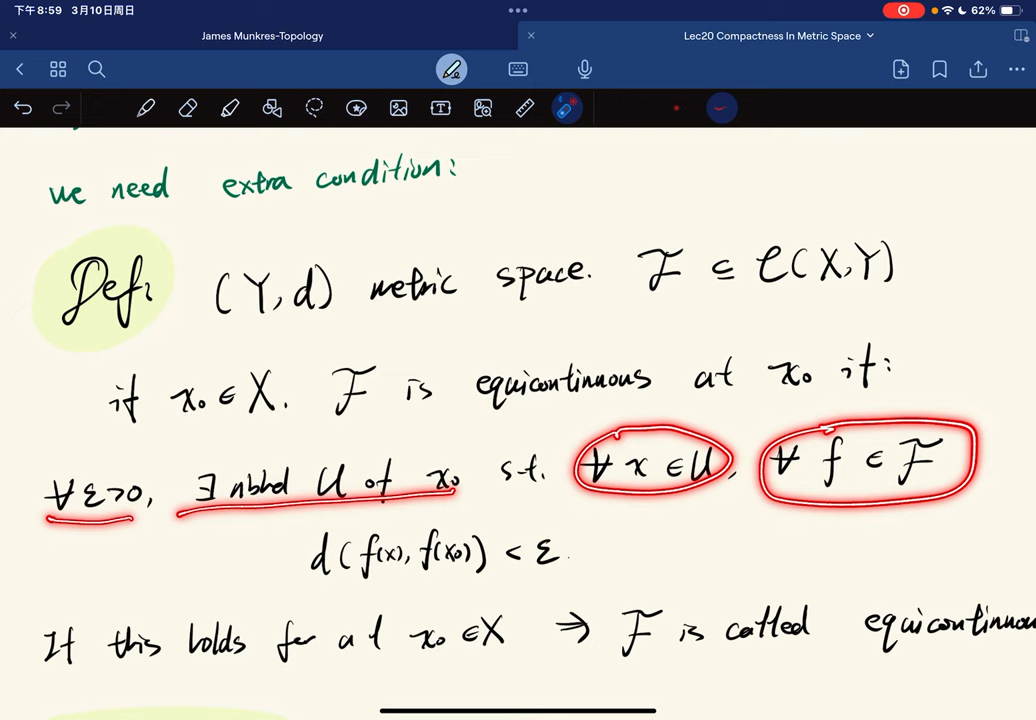 下午8:59 3月10日周日
62%
James Munkres-Topology
Lec20 Compactness In Metric Space
we need extra condition:
Def: (Y,d) metric space. ℱ ⊆ 𝒞(X,Y)
if x₀ ∈ X. ℱ is equicontinuous at x₀ if:
∀ε>0, ∃ nbhd U of x₀ s.t. ∀ x ∈ U, ∀ f ∈ ℱ
d(f(x), f(x₀)) < ε.
If this holds for all x₀ ∈ X ⇒ ℱ is called equicontinuou